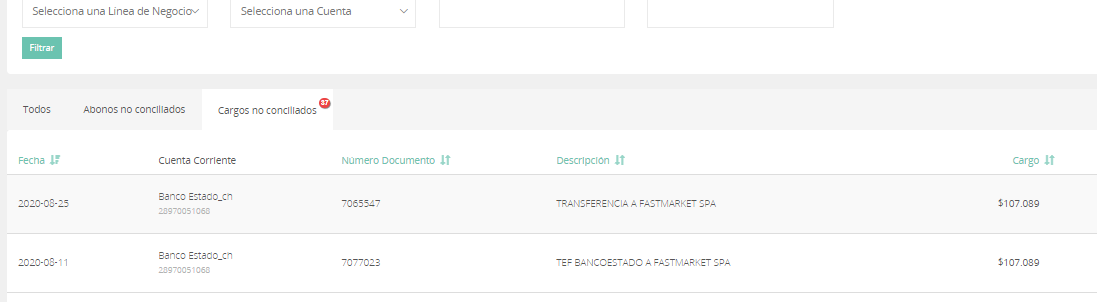 Selecciona una Línea de Negocio Selecciona una Cuenta
Filtrar
Todos Abonos no conciliados Cargos no conciliados 37
Fecha Cuenta Corriente Número Documento Descripción Cargo
2020-08-25 Banco Estado_ch 7065547 TRANSFERENCIA A FASTMARKET SPA $107.089
28970051068
2020-08-11 Banco Estado_ch 7077023 TEF BANCOESTADO A FASTMARKET SPA $107.089
28970051068